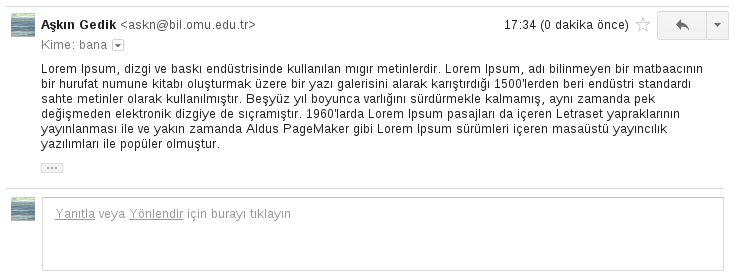 Aşkın Gedik <askn@bil.omu.edu.tr> 17:34 (0 dakika önce)
Kime: bana
Lorem Ipsum, dizgi ve baskı endüstrisinde kullanılan mıgır metinlerdir. Lorem Ipsum, adı bilinmeyen bir matbaacının
bir hurufat numune kitabı oluşturmak üzere bir yazı galerisini alarak karıştırdığı 1500'lerden beri endüstri standardı
sahte metinler olarak kullanılmıştır. Beşyüz yıl boyunca varlığını sürdürmekle kalmamış, aynı zamanda pek
değişmeden elektronik dizgiye de sıçramıştır. 1960'larda Lorem Ipsum pasajları da içeren Letraset yapraklarının
yayınlanması ile ve yakın zamanda Aldus PageMaker gibi Lorem Ipsum sürümleri içeren masaüstü yayıncılık
yazılımları ile popüler olmuştur.
Yanıtla veya Yönlendir için burayı tıklayın